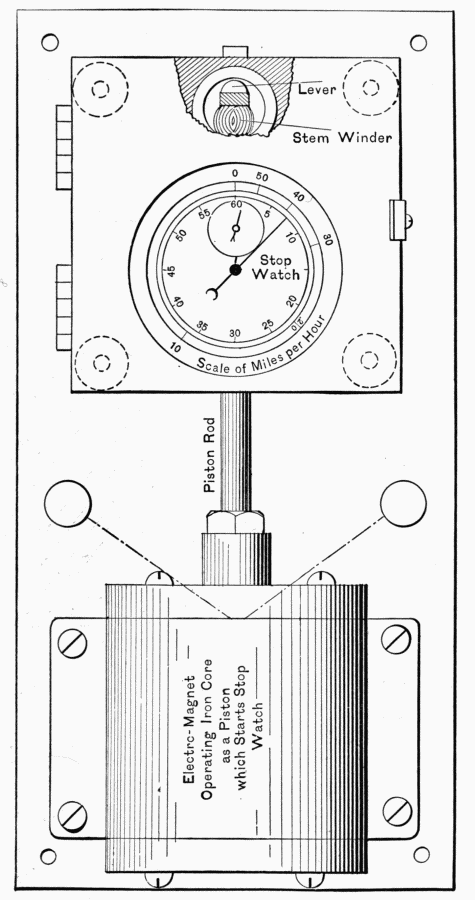 Lever
Stem Winder
0
50
40
30
20
10
Scale of Miles per Hour
60
5
10
20
25
30
35
40
45
50
55
Stop
Watch
Piston Rod
Electro-Magnet
Operating Iron Core
as a Piston
which Starts Stop
Watch